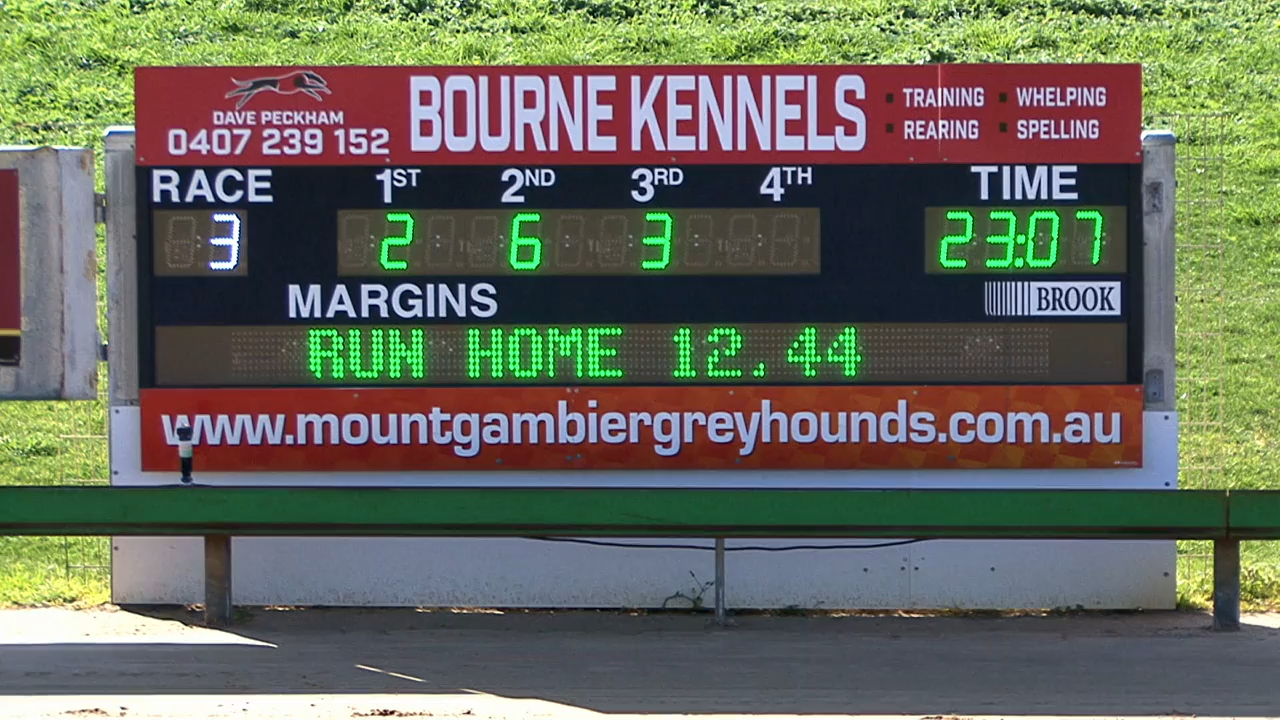 DAVE PECKHAM
0407 239 152
BOURNE KENNELS
TRAINING WHELPING
REARING SPELLING
RACE 1ST 2ND 3RD 4TH TIME
3 2 6 3 23:07
MARGINS
BROOK
RUN HOME 12.44
www.mountgambiergreyhounds.com.au